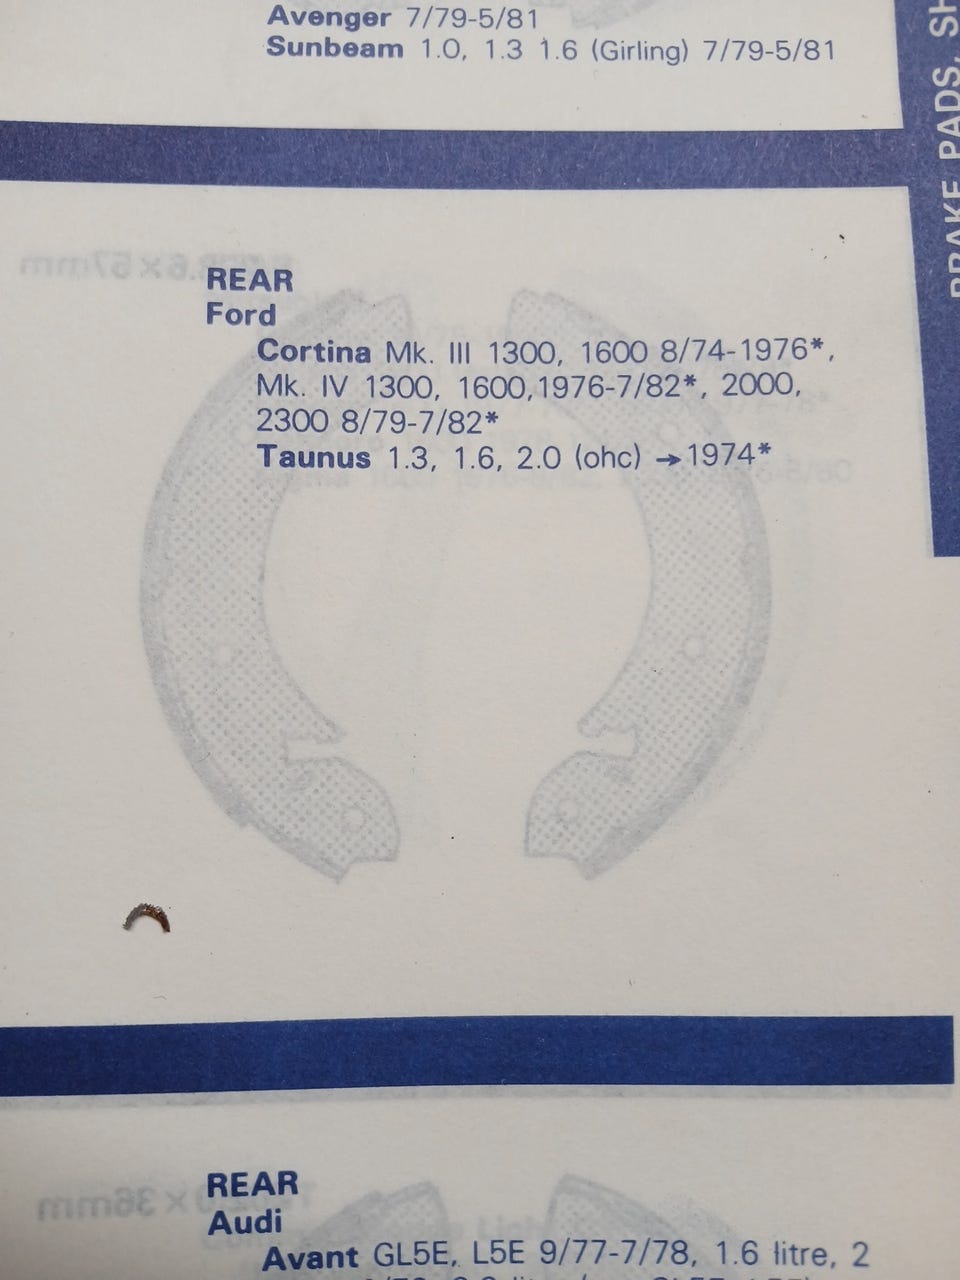 Avenger 7/79-5/81
Sunbeam 1.0, 1.3 1.6 (Girling) 7/79-5/81
BRAKE PADS, SH
REAR
Ford
Cortina Mk. III 1300, 1600 8/74-1976*,
Mk. IV 1300, 1600,1976-7/82*, 2000,
2300 8/79-7/82*
Taunus 1.3, 1.6, 2.0 (ohc) →1974*
REAR
Audi
Avant GL5E, L5E 9/77-7/78, 1.6 litre, 2